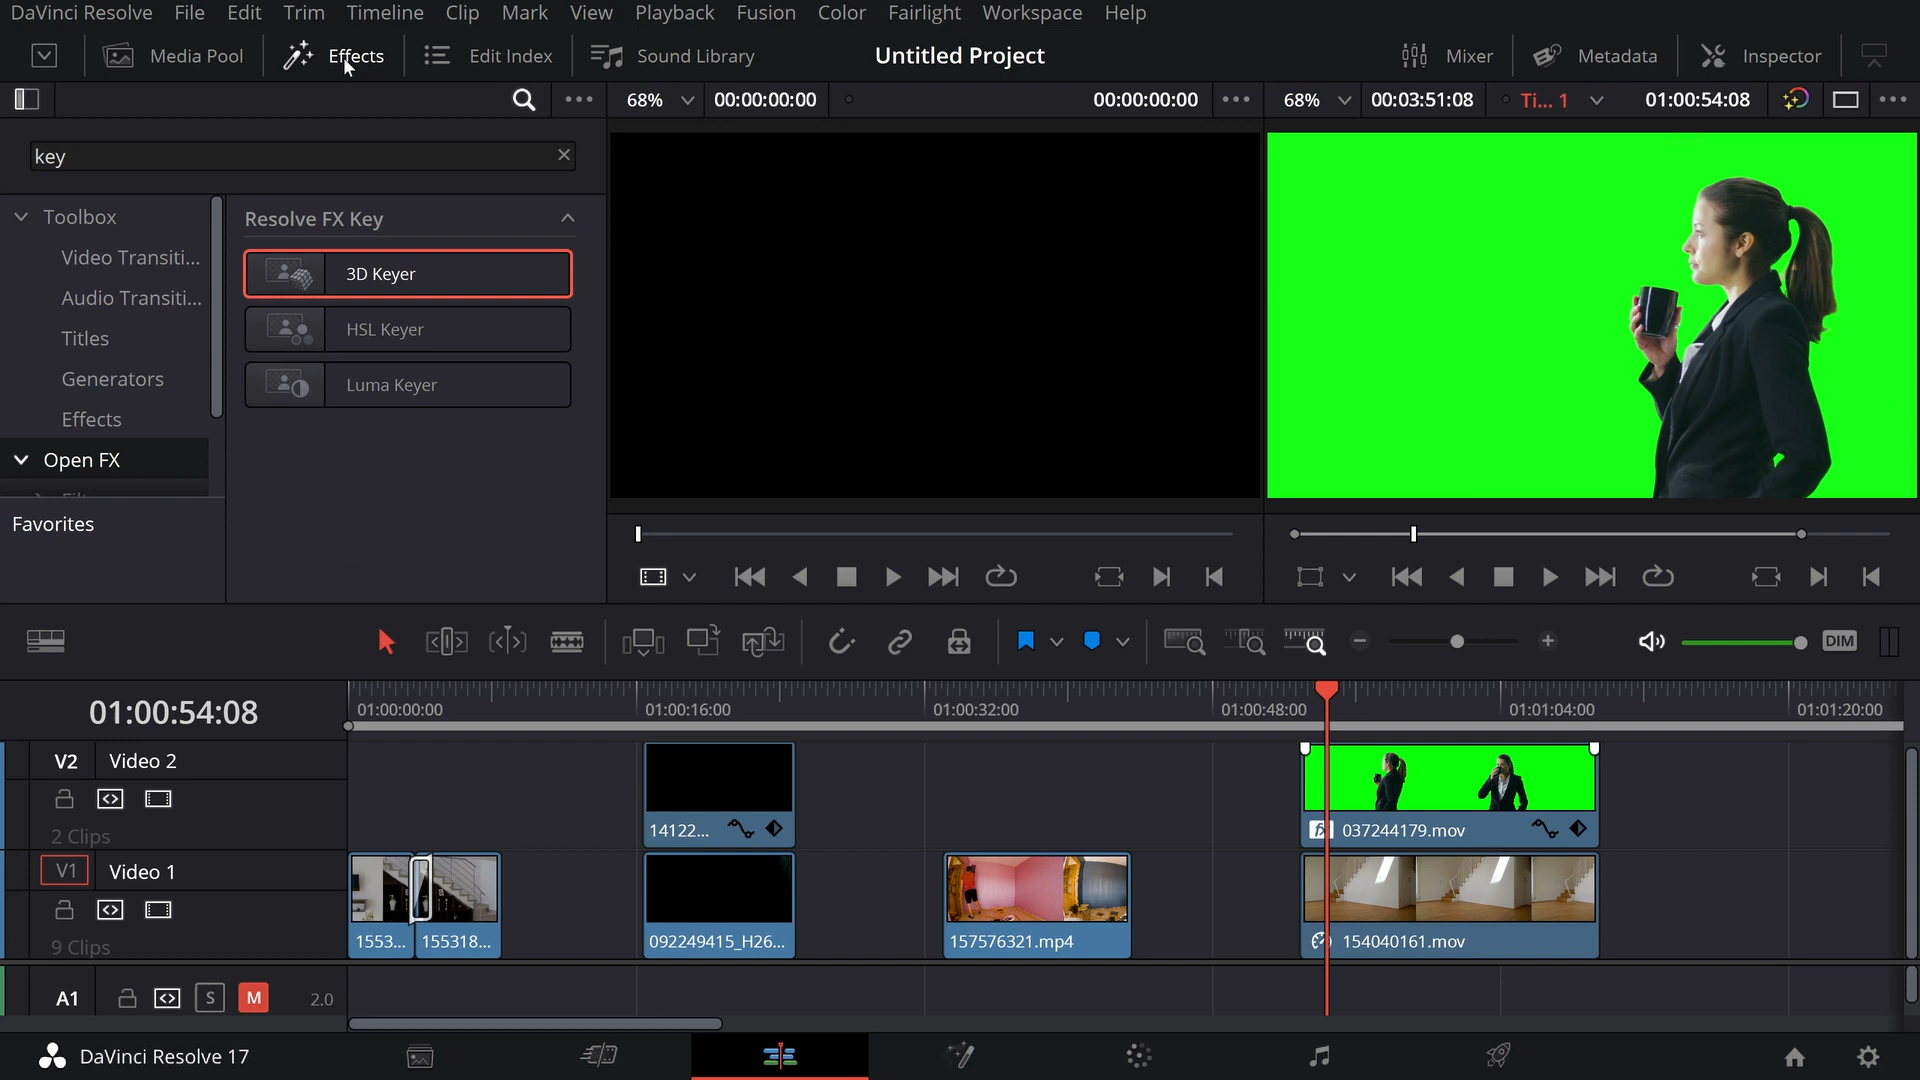 DaVinci Resolve File Edit Trim Timeline Clip Mark View Playback Fusion Color Fairlight Workspace Help
Media Pool Effects Edit Index Sound Library Untitled Project Mixer Metadata Inspector
68% 00:00:00:00 00:00:00:00 68% 00:03:51:08 Ti... 1 01:00:54:08
key
Toolbox
Video Transiti...
Audio Transiti...
Titles
Generators
Effects
Open FX
Favorites
Resolve FX Key
3D Keyer
HSL Keyer
Luma Keyer
DIM
01:00:54:08
01:00:00:00 01:00:16:00 01:00:32:00 01:00:48:00 01:01:04:00 01:01:20:00
V2 Video 2
2 Clips
14122... 037244179.mov
V1 Video 1
9 Clips
1553... 155318... 092249415_H26... 157576321.mp4 154040161.mov
A1 S M 2.0
DaVinci Resolve 17